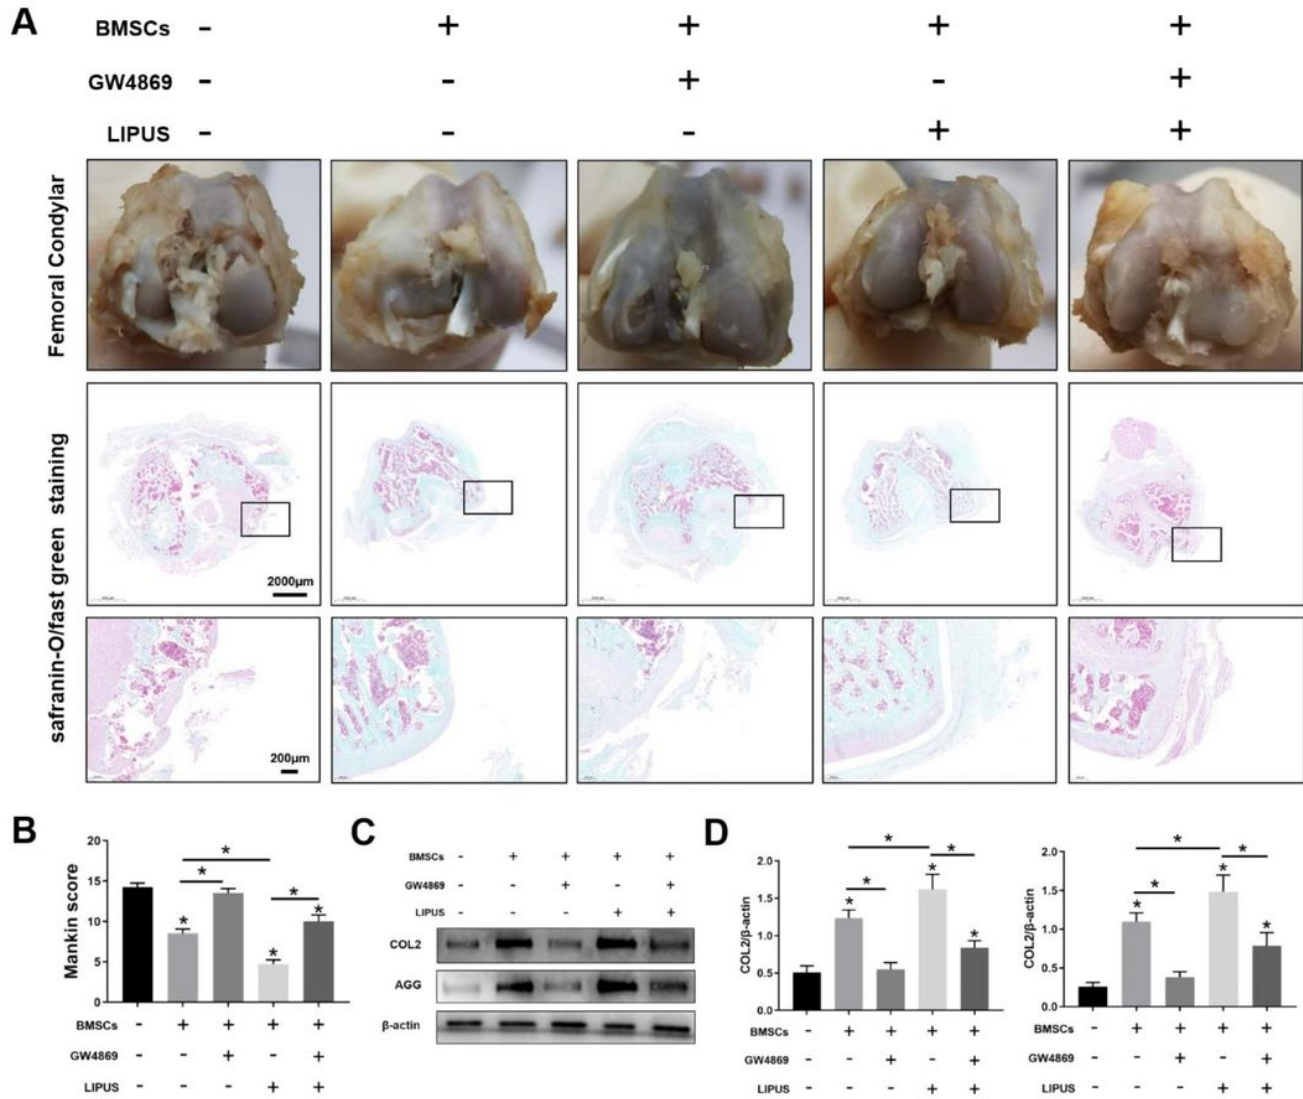 A
BMSCs - + + + +
GW4869 - - + - +
LIPUS - - - + +
Femoral Condylar
safranin-O/fast green staining
2000μm
200μm
B
Mankin score
20
15
10
5
0
* * * * * *
BMSCs - + + + +
GW4869 - - + - +
LIPUS - - - + +
C
BMSCs - + + + +
GW4869 - - + - +
LIPUS - - - + +
COL2
AGG
β-actin
D
COL2/β-actin
2.0
1.5
1.0
0.5
0.0
* * * * * *
BMSCs - + + + +
GW4869 - - + - +
LIPUS - - - + +
COL2/β-actin
2.0
1.5
1.0
0.5
0.0
* * * * * *
BMSCs - + + + +
GW4869 - - + - +
LIPUS - - - + +